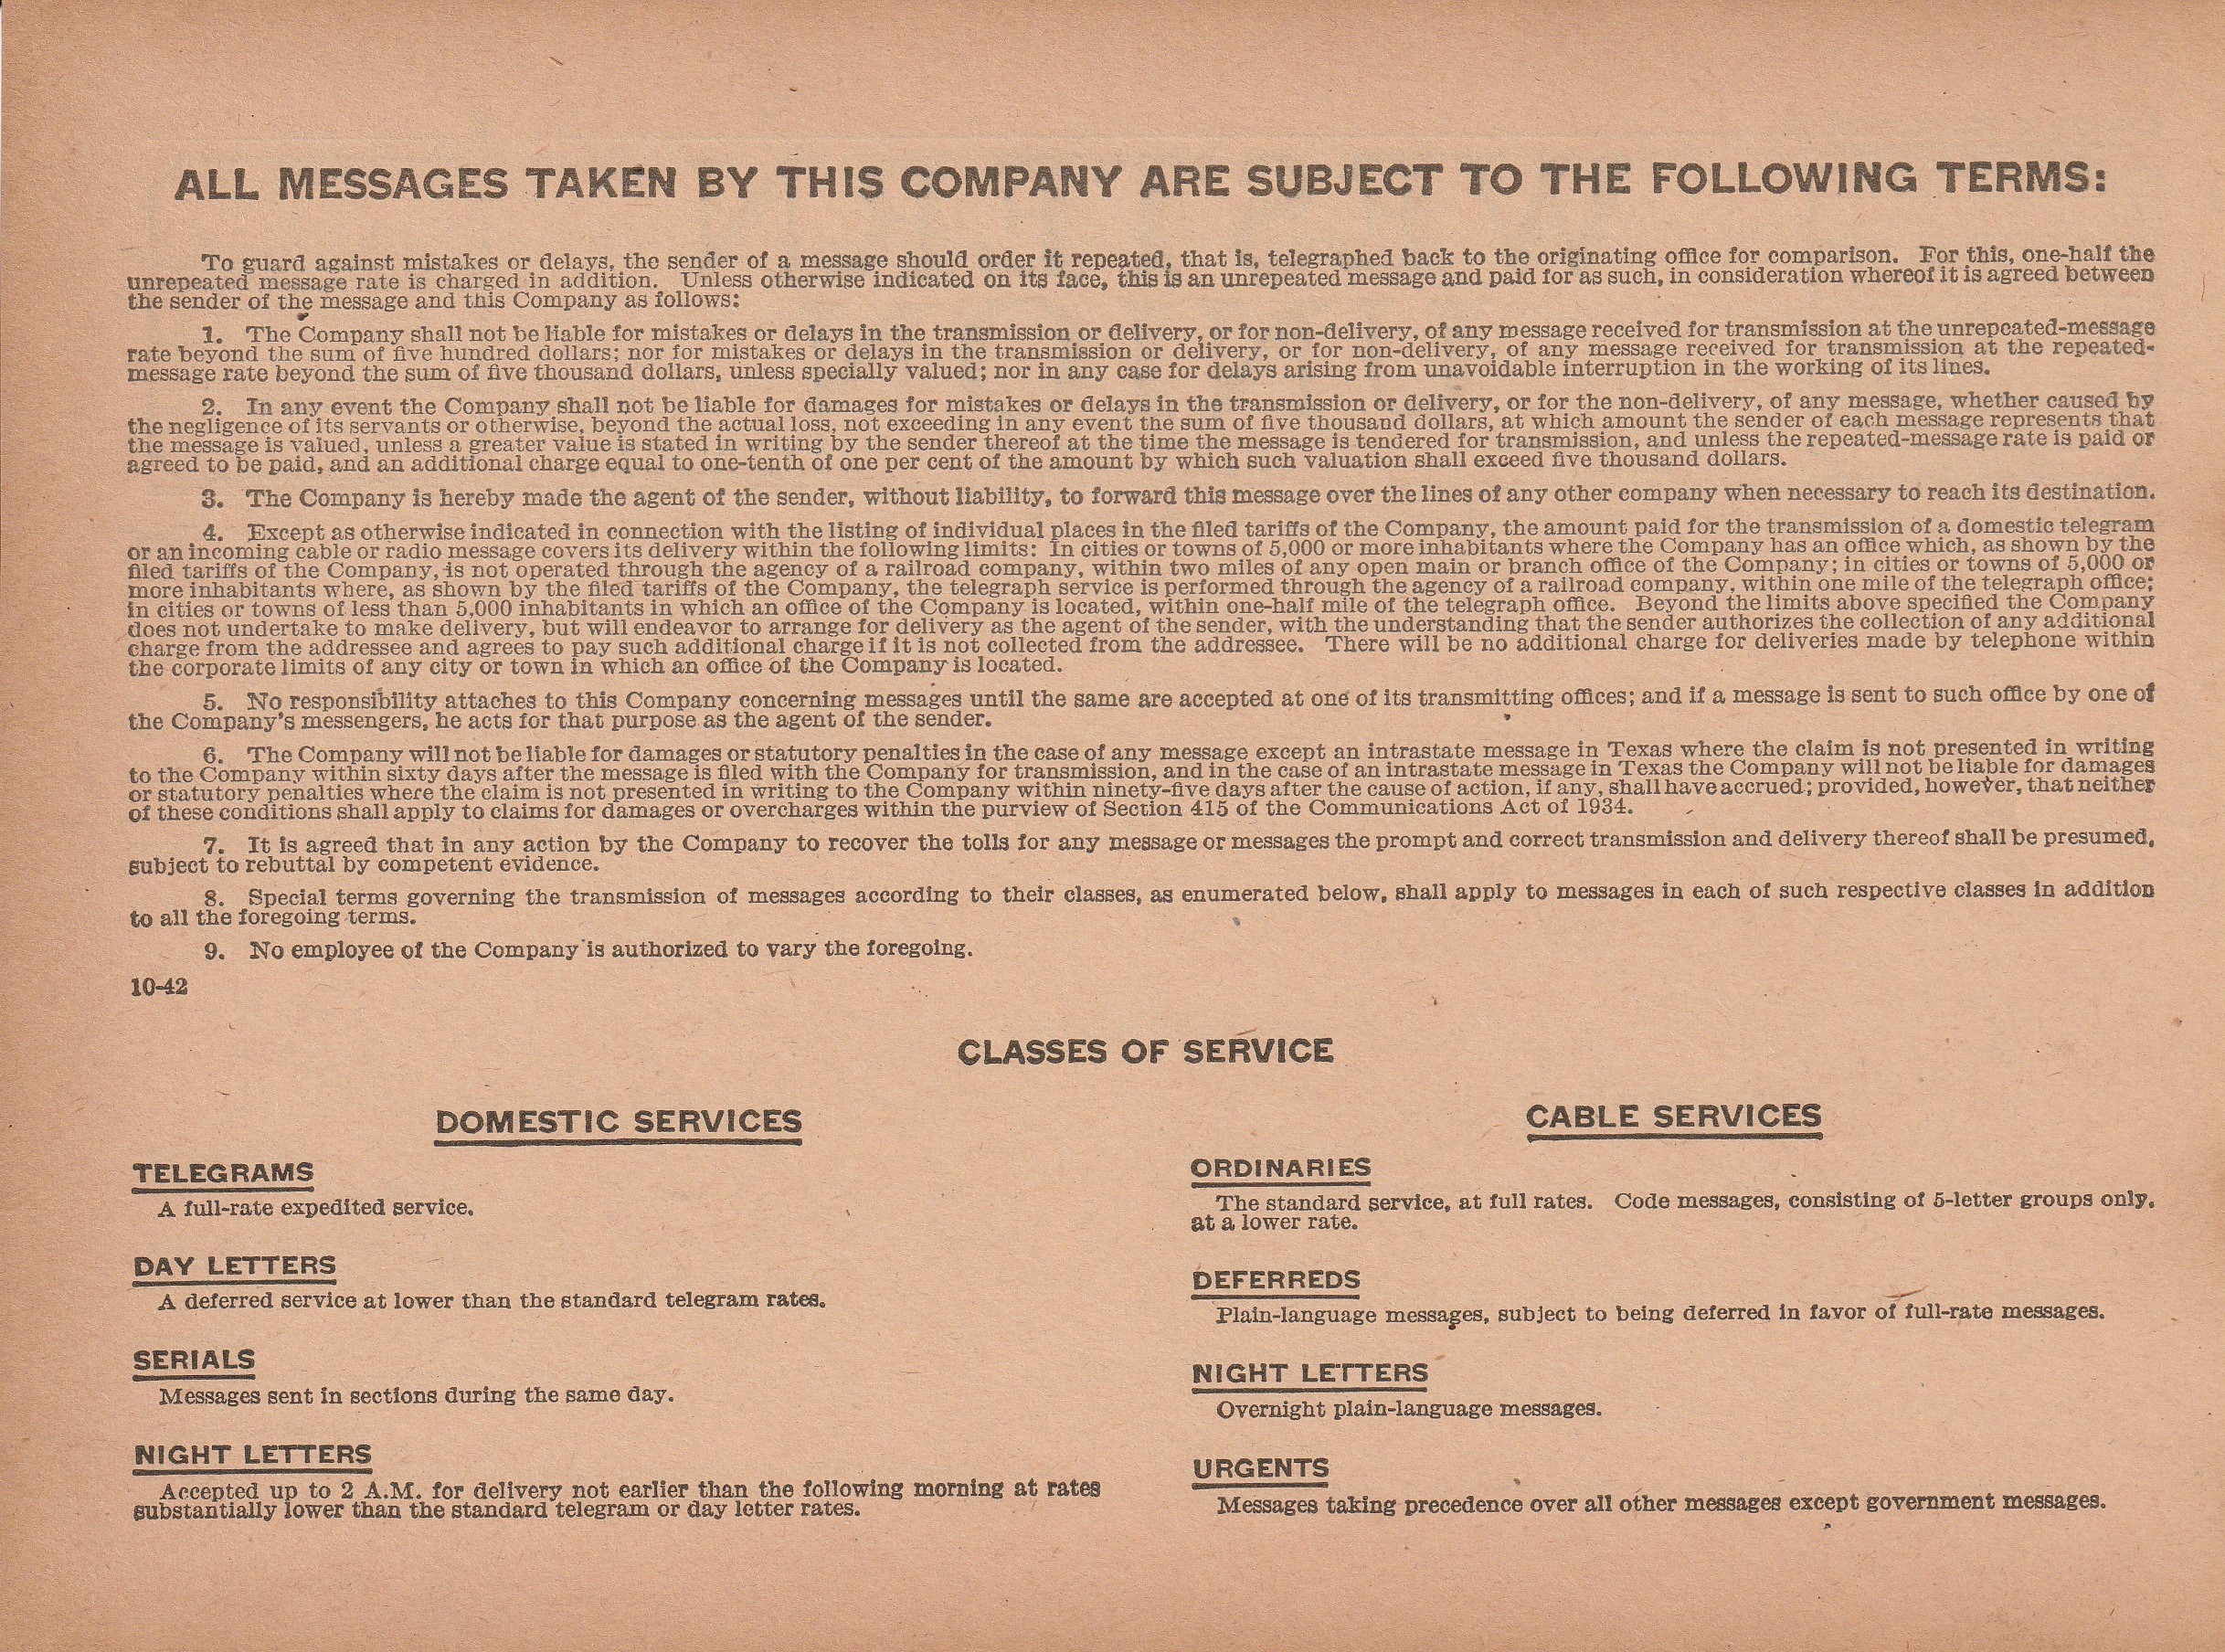 ALL MESSAGES TAKEN BY THIS COMPANY ARE SUBJECT TO THE FOLLOWING TERMS:
To guard against mistakes or delays, the sender of a message should order it repeated, that is, telegraphed back to the originating office for comparison. For this, one-half the
unrepeated message rate is charged in addition. Unless otherwise indicated on its face, this is an unrepeated message and paid for as such, in consideration whereof it is agreed between
the sender of the message and this Company as follows:
1. The Company shall not be liable for mistakes or delays in the transmission or delivery, or for non-delivery, of any message received for transmission at the unrepeated-message
rate beyond the sum of five hundred dollars; nor for mistakes or delays in the transmission or delivery, or for non-delivery, of any message received for transmission at the repeated-
message rate beyond the sum of five thousand dollars, unless specially valued; nor in any case for delays arising from unavoidable interruption in the working of its lines.
2. In any event the Company shall not be liable for damages for mistakes or delays in the transmission or delivery, or for the non-delivery, of any message, whether caused by
the negligence of its servants or otherwise, beyond the actual loss, not exceeding in any event the sum of five thousand dollars, at which amount the sender of each message represents that
the message is valued, unless a greater value is stated in writing by the sender thereof at the time the message is tendered for transmission, and unless the repeated-message rate is paid or
agreed to be paid, and an additional charge equal to one-tenth of one per cent of the amount by which such valuation shall exceed five thousand dollars.
3. The Company is hereby made the agent of the sender, without liability, to forward this message over the lines of any other company when necessary to reach its destination.
4. Except as otherwise indicated in connection with the listing of individual places in the filed tariffs of the Company, the amount paid for the transmission of a domestic telegram
or an incoming cable or radio message covers its delivery within the following limits: In cities or towns of 5,000 or more inhabitants where the Company has an office which, as shown by the
filed tariffs of the Company, is not operated through the agency of a railroad company, within two miles of any open main or branch office of the Company; in cities or towns of 5,000 or
more inhabitants where, as shown by the filed tariffs of the Company, the telegraph service is performed through the agency of a railroad company, within one mile of the telegraph office;
in cities or towns of less than 5,000 inhabitants in which an office of the Company is located, within one-half mile of the telegraph office. Beyond the limits above specified the Company
does not undertake to make delivery, but will endeavor to arrange for delivery as the agent of the sender, with the understanding that the sender authorizes the collection of any additional
charge from the addressee and agrees to pay such additional charge if it is not collected from the addressee. There will be no additional charge for deliveries made by telephone within
the corporate limits of any city or town in which an office of the Company is located.
5. No responsibility attaches to this Company concerning messages until the same are accepted at one of its transmitting offices; and if a message is sent to such office by one of
the Company's messengers, he acts for that purpose as the agent of the sender.
6. The Company will not be liable for damages or statutory penalties in the case of any message except an intrastate message in Texas where the claim is not presented in writing
to the Company within sixty days after the message is filed with the Company for transmission, and in the case of an intrastate message in Texas the Company will not be liable for damages
or statutory penalties where the claim is not presented in writing to the Company within ninety-five days after the cause of action, if any, shall have accrued; provided, however, that neither
of these conditions shall apply to claims for damages or overcharges within the purview of Section 415 of the Communications Act of 1934.
7. It is agreed that in any action by the Company to recover the tolls for any message or messages the prompt and correct transmission and delivery thereof shall be presumed,
subject to rebuttal by competent evidence.
8. Special terms governing the transmission of messages according to their classes, as enumerated below, shall apply to messages in each of such respective classes in addition
to all the foregoing terms.
9. No employee of the Company is authorized to vary the foregoing.
10-42
CLASSES OF SERVICE
DOMESTIC SERVICES
TELEGRAMS
A full-rate expedited service.
DAY LETTERS
A deferred service at lower than the standard telegram rates.
SERIALS
Messages sent in sections during the same day.
NIGHT LETTERS
Accepted up to 2 A.M. for delivery not earlier than the following morning at rates
substantially lower than the standard telegram or day letter rates.
CABLE SERVICES
ORDINARIES
The standard service, at full rates. Code messages, consisting of 5-letter groups only,
at a lower rate.
DEFERREDS
Plain-language messages, subject to being deferred in favor of full-rate messages.
NIGHT LETTERS
Overnight plain-language messages.
URGENTS
Messages taking precedence over all other messages except government messages.